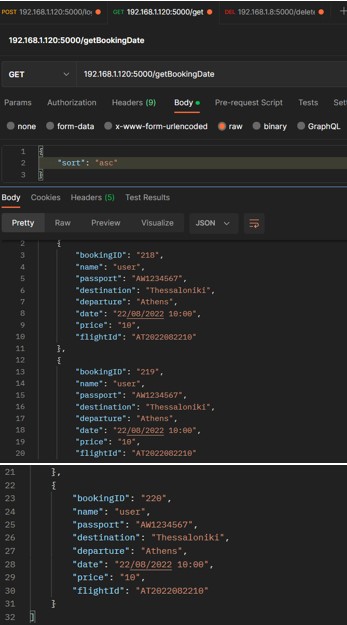 POST 192.168.1.120:5000/lo
GET 192.168.1.120:5000/get
DEL 192.168.1.8:5000/delet
192.168.1.120:5000/getBookingDate
GET 192.168.1.120:5000/getBookingDate
Params Authorization Headers (9) Body Pre-request Script Tests Sett
none form-data x-www-form-urlencoded raw binary GraphQL
1 {
2 "sort": "asc"
3 }
Body Cookies Headers (5) Test Results
Pretty Raw Preview Visualize JSON
2 {
3 "bookingID": "218",
4 "name": "user",
5 "passport": "AW1234567",
6 "destination": "Thessaloniki",
7 "departure": "Athens",
8 "date": "22/08/2022 10:00",
9 "price": "10",
10 "flightId": "AT2022082210"
11 },
12 {
13 "bookingID": "219",
14 "name": "user",
15 "passport": "AW1234567",
16 "destination": "Thessaloniki",
17 "departure": "Athens",
18 "date": "22/08/2022 10:00",
19 "price": "10",
20 "flightId": "AT2022082210"
21 },
22 {
23 "bookingID": "220",
24 "name": "user",
25 "passport": "AW1234567",
26 "destination": "Thessaloniki",
27 "departure": "Athens",
28 "date": "22/08/2022 10:00",
29 "price": "10",
30 "flightId": "AT2022082210"
31 }
32 ]